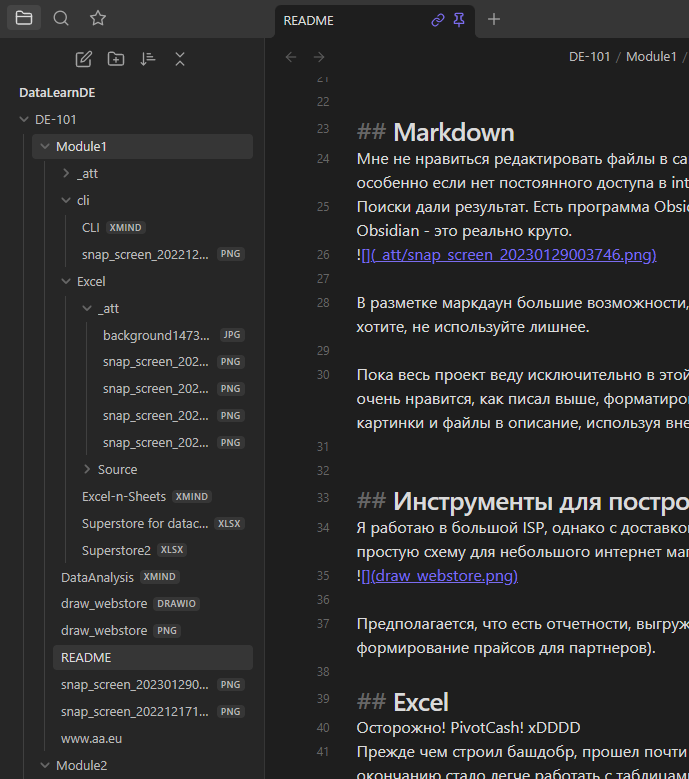 README
DE-101 / Module1 /
DataLearnDE
DE-101
Module1
_att
cli
CLI XMIND
snap_screen_202212... PNG
Excel
_att
background1473... JPG
snap_screen_202... PNG
snap_screen_202... PNG
snap_screen_202... PNG
snap_screen_202... PNG
Source
Excel-n-Sheets XMIND
Superstore for datac... XLSX
Superstore2 XLSX
DataAnalysis XMIND
draw_webstore DRAWIO
draw_webstore PNG
README
snap_screen_202301290... PNG
snap_screen_202212171... PNG
www.aa.eu
Module2
21
22
23 ## Markdown
24 Мне не нравиться редактировать файлы в са
особенно если нет постоянного доступа в int
25 Поиски дали результат. Есть программа Obsi
Obsidian - это реально круто.
26 ![](_att/snap_screen_20230129003746.png)
27
28 В разметке маркдаун большие возможности,
хотите, не используйте лишнее.
29
30 Пока весь проект веду исключительно в этой
очень нравится, как писал выше, форматиро
картинки и файлы в описание, используя вне
31
32
33 ## Инструменты для постро
34 Я работаю в большой ISP, однако с доставко
простую схему для небольшого интернет маг
35 ![](draw_webstore.png)
36
37 Предполагается, что есть отчетности, выгруж
формирование прайсов для партнеров).
38
39 ## Excel
40 Осторожно! PivotCash! xDDDD
41 Прежде чем строил башдобр, прошел почти
окончанию стало легче работать с таблицам